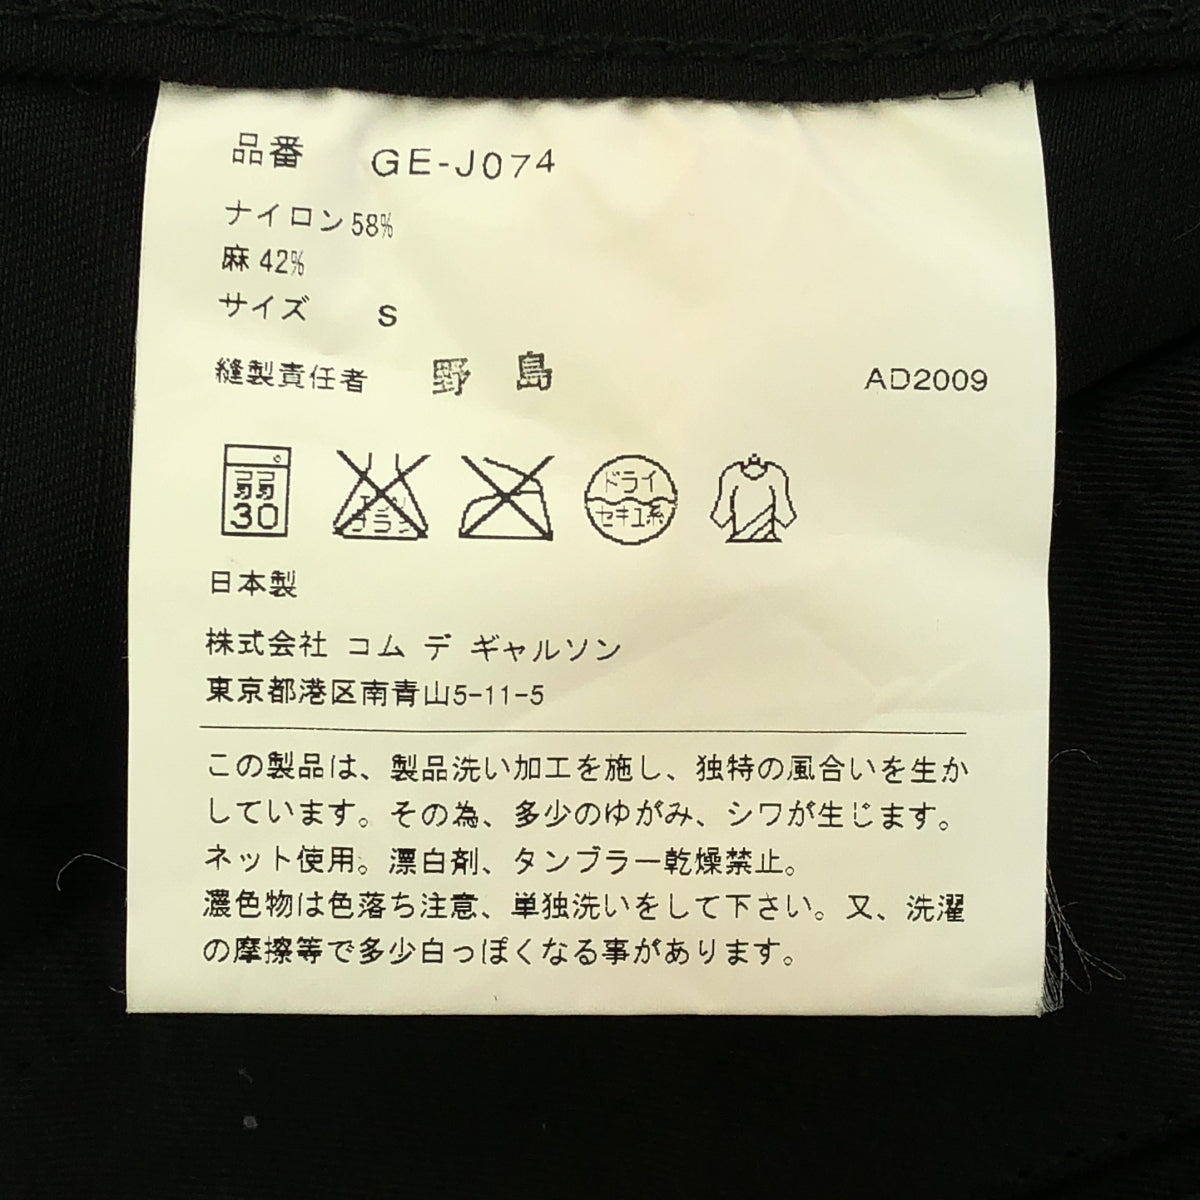 品番 GE-J074
ナイロン58%
麻 42%
サイズ S
縫製責任者 野島 AD2009
弱
30
エンソ
サラシ
ドライ
セキユ系
日本製
株式会社 コム デ ギャルソン
東京都港区南青山5-11-5
この製品は、製品洗い加工を施し、独特の風合いを生か
しています。その為、多少のゆがみ、シワが生じます。
ネット使用。漂白剤、タンブラー乾燥禁止。
濃色物は色落ち注意、単独洗いをして下さい。又、洗濯
の摩擦等で多少白っぽくなる事があります。